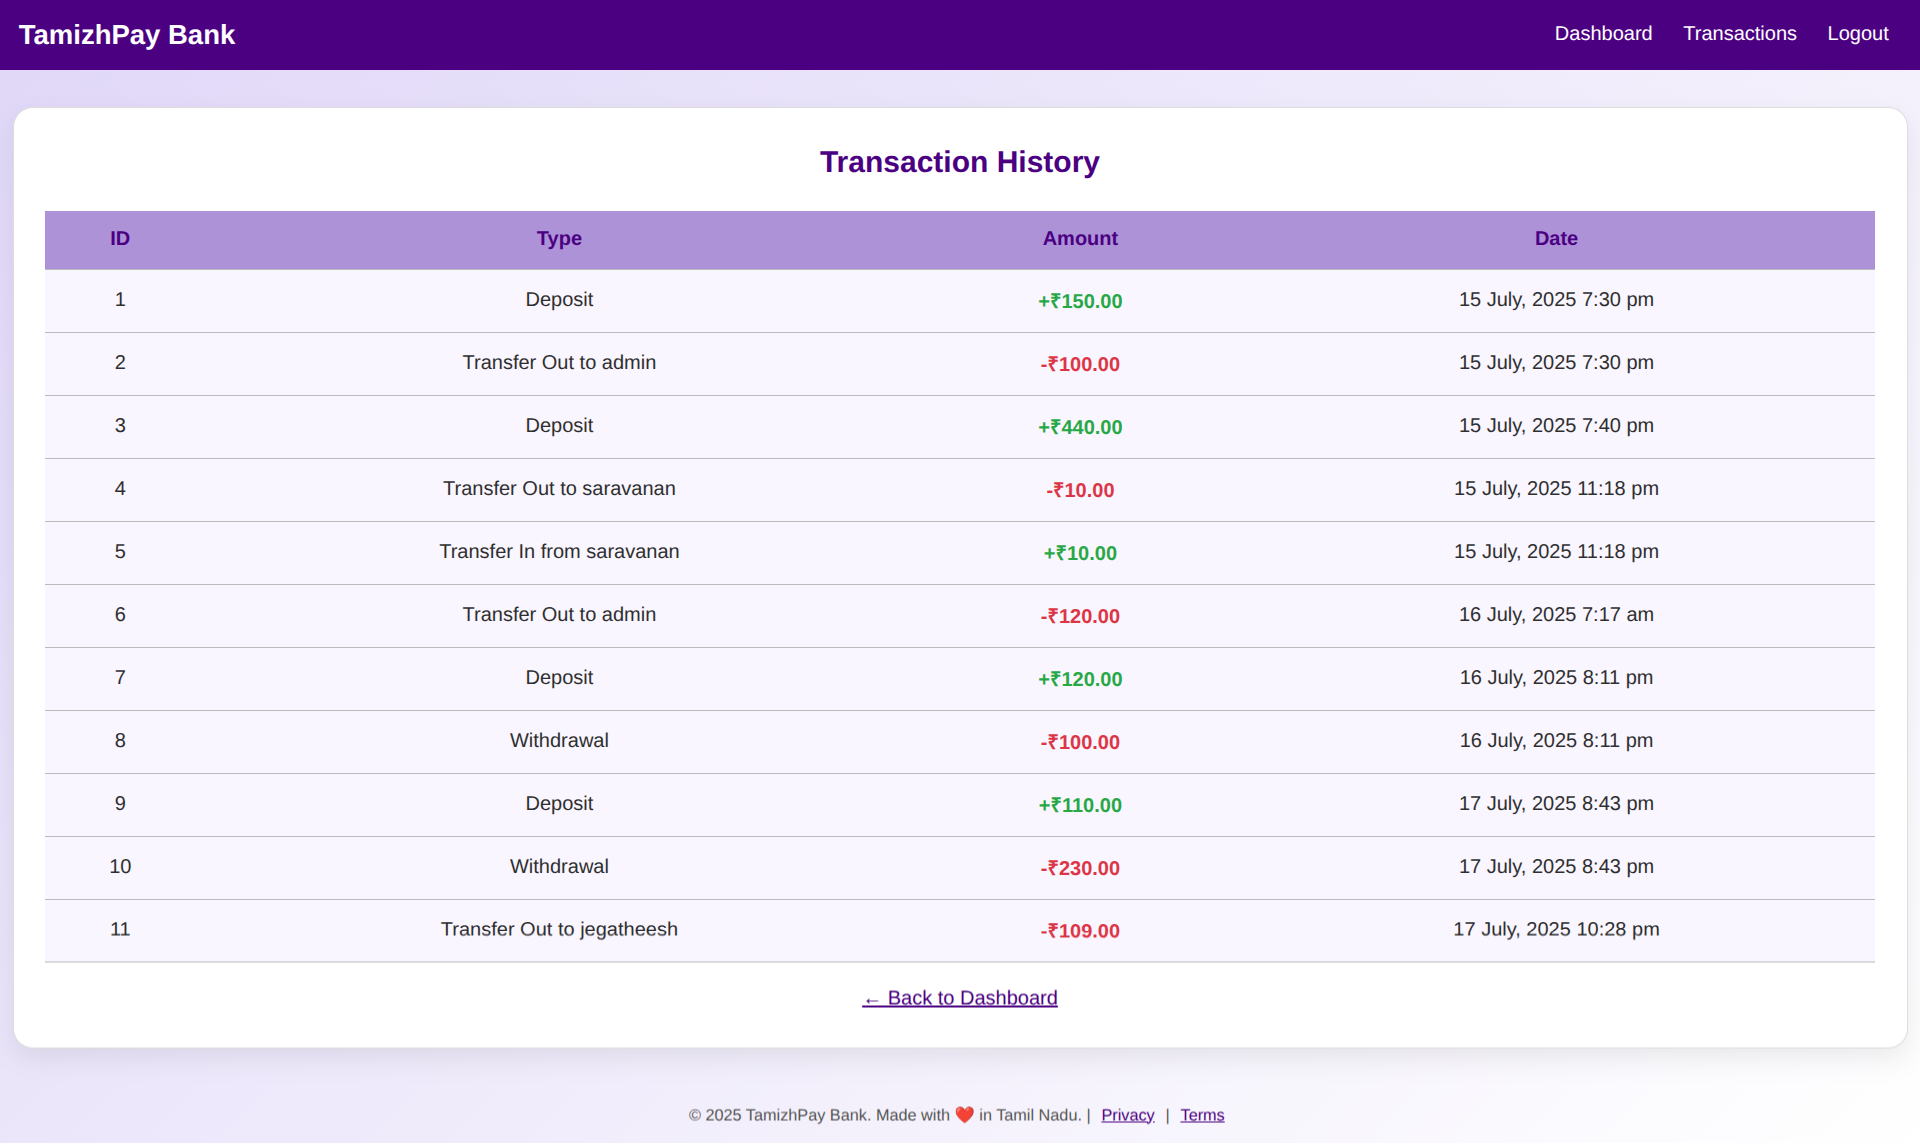 TamizhPay Bank
Dashboard Transactions Logout
Transaction History
ID Type Amount Date
1 Deposit +₹150.00 15 July, 2025 7:30 pm
2 Transfer Out to admin -₹100.00 15 July, 2025 7:30 pm
3 Deposit +₹440.00 15 July, 2025 7:40 pm
4 Transfer Out to saravanan -₹10.00 15 July, 2025 11:18 pm
5 Transfer In from saravanan +₹10.00 15 July, 2025 11:18 pm
6 Transfer Out to admin -₹120.00 16 July, 2025 7:17 am
7 Deposit +₹120.00 16 July, 2025 8:11 pm
8 Withdrawal -₹100.00 16 July, 2025 8:11 pm
9 Deposit +₹110.00 17 July, 2025 8:43 pm
10 Withdrawal -₹230.00 17 July, 2025 8:43 pm
11 Transfer Out to jegatheesh -₹109.00 17 July, 2025 10:28 pm
← Back to Dashboard
© 2025 TamizhPay Bank. Made with ❤️ in Tamil Nadu. | Privacy | Terms